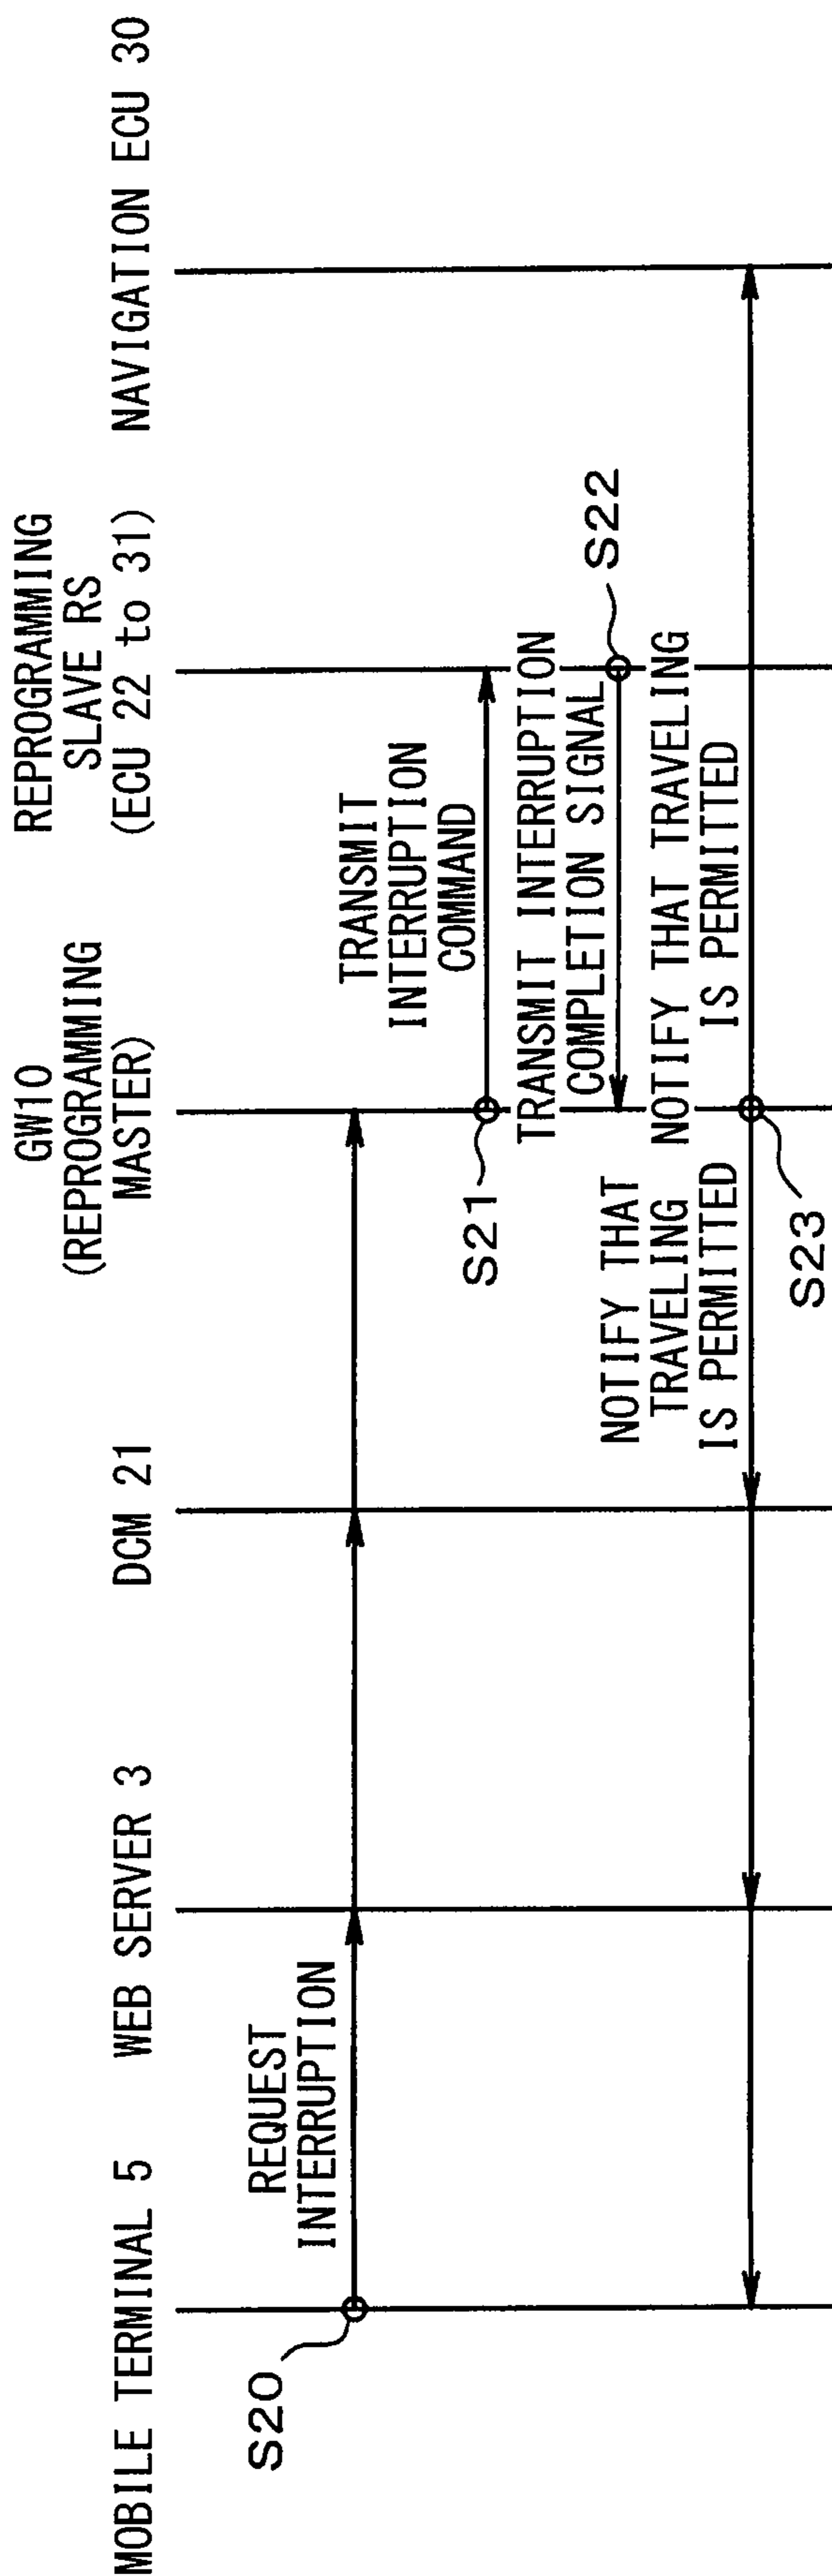 MOBILE TERMINAL 5
WEB SERVER 3
DCM 21
GW10
(REPROGRAMMING
MASTER)
REPROGRAMMING
SLAVE RS
(ECU 22 to 31)
NAVIGATION ECU 30
S20
REQUEST
INTERRUPTION
TRANSMIT
INTERRUPTION
COMMAND
S21
TRANSMIT INTERRUPTION
COMPLETION SIGNAL
S22
NOTIFY THAT
TRAVELING
IS PERMITTED
NOTIFY THAT TRAVELING
IS PERMITTED
S23